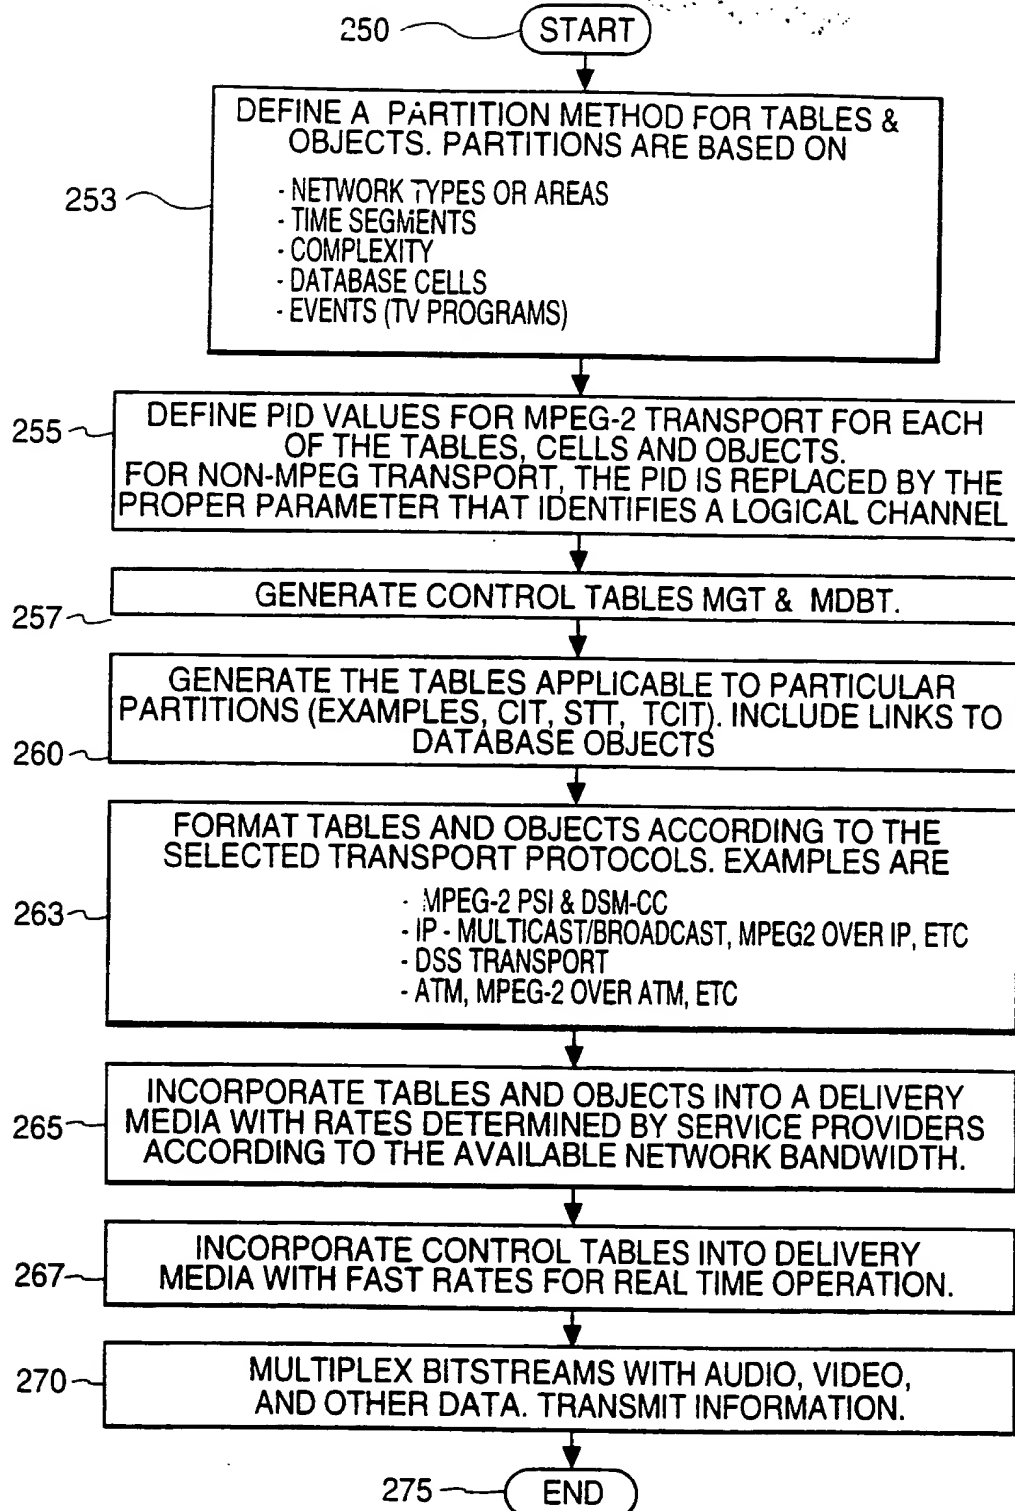 250
START
DEFINE A PARTITION METHOD FOR TABLES &
OBJECTS. PARTITIONS ARE BASED ON
253
- NETWORK TYPES OR AREAS
- TIME SEGMENTS
- COMPLEXITY
- DATABASE CELLS
- EVENTS (TV PROGRAMS)
255
DEFINE PID VALUES FOR MPEG-2 TRANSPORT FOR EACH
OF THE TABLES, CELLS AND OBJECTS.
FOR NON-MPEG TRANSPORT, THE PID IS REPLACED BY THE
PROPER PARAMETER THAT IDENTIFIES A LOGICAL CHANNEL
257
GENERATE CONTROL TABLES MGT & MDBT.
260
GENERATE THE TABLES APPLICABLE TO PARTICULAR
PARTITIONS (EXAMPLES, CIT, STT, TCIT). INCLUDE LINKS TO
DATABASE OBJECTS
263
FORMAT TABLES AND OBJECTS ACCORDING TO THE
SELECTED TRANSPORT PROTOCOLS. EXAMPLES ARE
- MPEG-2 PSI & DSM-CC
- IP - MULTICAST/BROADCAST, MPEG2 OVER IP, ETC
- DSS TRANSPORT
- ATM, MPEG-2 OVER ATM, ETC
265
INCORPORATE TABLES AND OBJECTS INTO A DELIVERY
MEDIA WITH RATES DETERMINED BY SERVICE PROVIDERS
ACCORDING TO THE AVAILABLE NETWORK BANDWIDTH.
267
INCORPORATE CONTROL TABLES INTO DELIVERY
MEDIA WITH FAST RATES FOR REAL TIME OPERATION.
270
MULTIPLEX BITSTREAMS WITH AUDIO, VIDEO,
AND OTHER DATA. TRANSMIT INFORMATION.
275
END